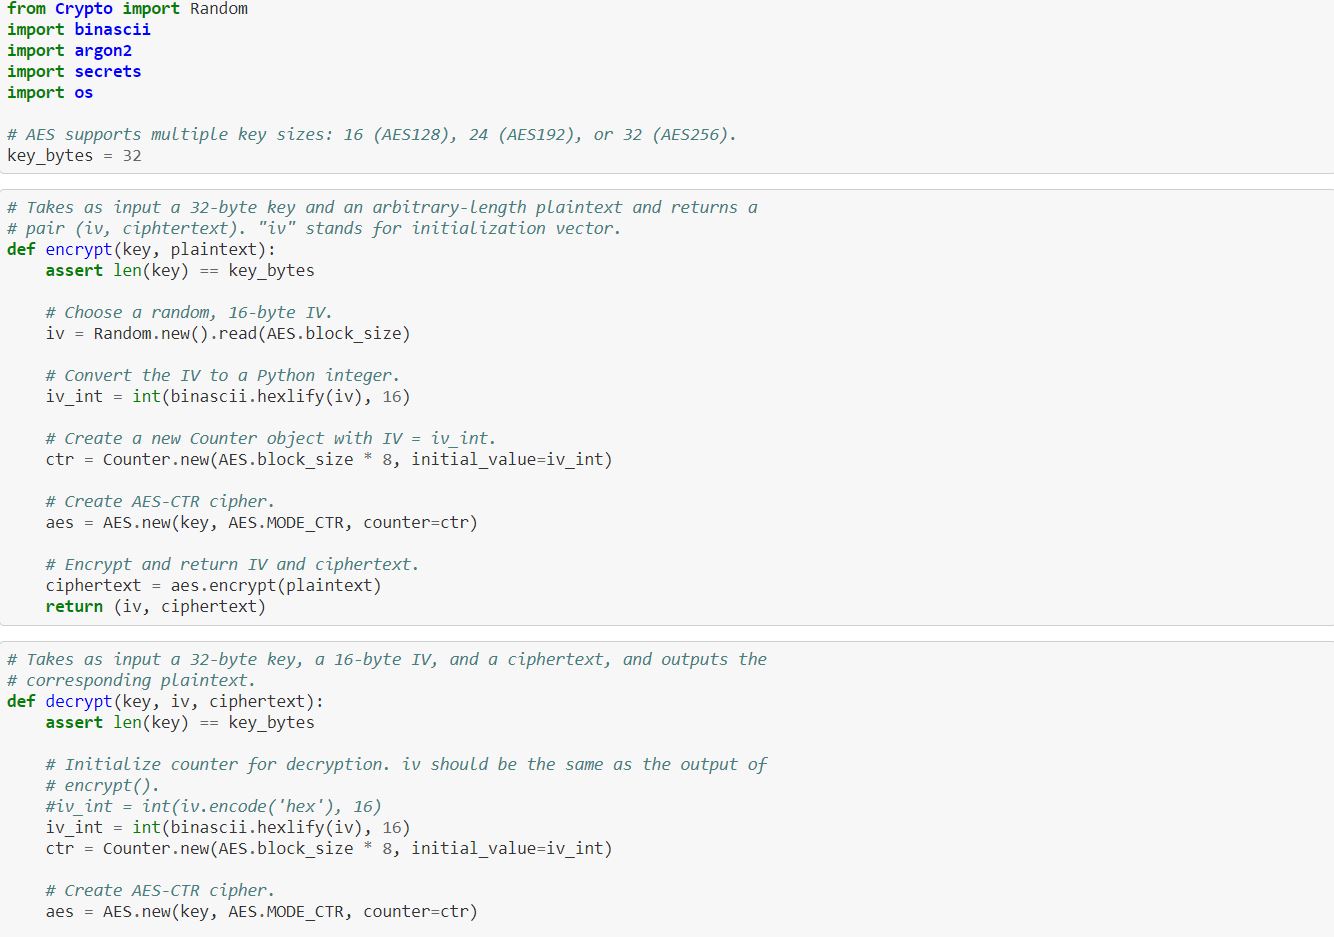 from Crypto import Random
import binascii
import argon2
import secrets
import os
# AES supports multiple key sizes: 16 (AES128), 24 (AES192), or 32 (AES256).
key_bytes = 32
# Takes as input a 32-byte key and an arbitrary-length plaintext and returns a
# pair (iv, ciphtertext). "iv" stands for initialization vector.
def encrypt(key, plaintext):
    assert len(key) == key_bytes
    # Choose a random, 16-byte IV.
    iv = Random.new().read(AES.block_size)
    # Convert the IV to a Python integer.
    iv_int = int(binascii.hexlify(iv), 16)
    # Create a new Counter object with IV = iv_int.
    ctr = Counter.new(AES.block_size * 8, initial_value=iv_int)
    # Create AES-CTR cipher.
    aes = AES.new(key, AES.MODE_CTR, counter=ctr)
    # Encrypt and return IV and ciphertext.
    ciphertext = aes.encrypt(plaintext)
    return (iv, ciphertext)
# Takes as input a 32-byte key, a 16-byte IV, and a ciphertext, and outputs the
# corresponding plaintext.
def decrypt(key, iv, ciphertext):
    assert len(key) == key_bytes
    # Initialize counter for decryption. iv should be the same as the output of
    # encrypt().
    #iv_int = int(iv.encode('hex'), 16)
    iv_int = int(binascii.hexlify(iv), 16)
    ctr = Counter.new(AES.block_size * 8, initial_value=iv_int)
    # Create AES-CTR cipher.
    aes = AES.new(key, AES.MODE_CTR, counter=ctr)